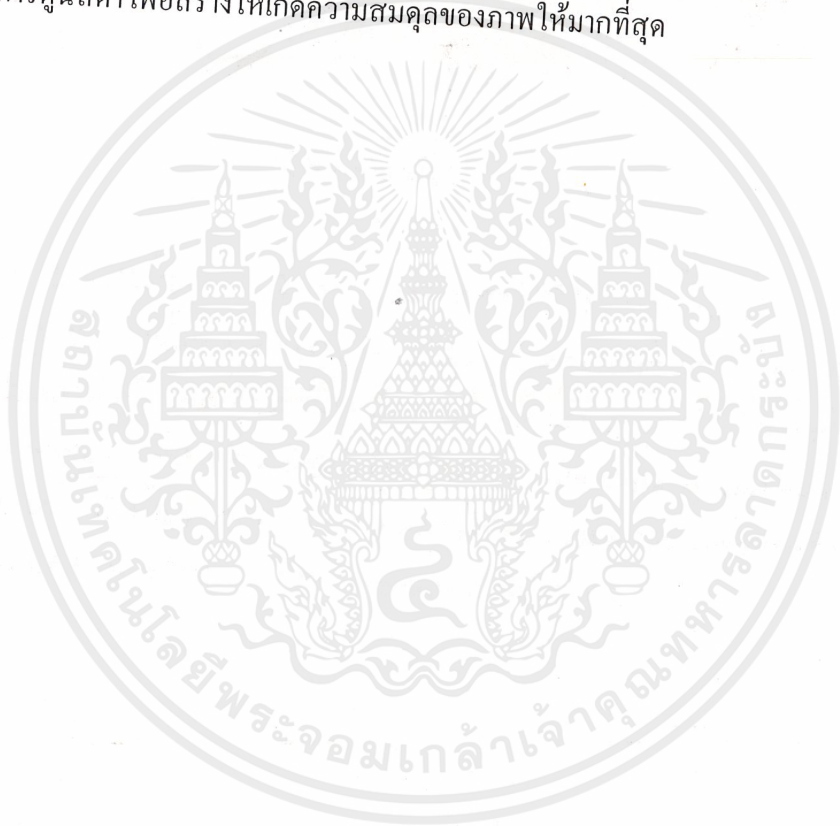 เพื่อสร้างให้เกิดความสมดุลของภาพให้มากที่สุด
สถาบันเทคโนโลยีพระจอมเกล้าเจ้าคุณทหารลาดกระบัง